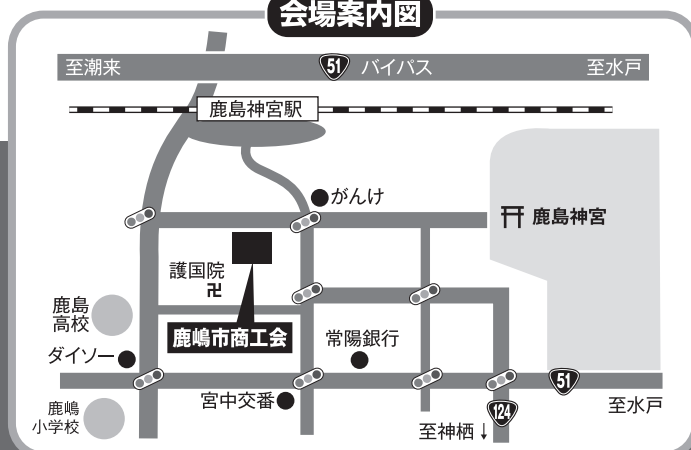 会場案内図
至潮来
51
バイパス
至水戸
鹿島神宮駅
がんけ
鹿島神宮
護国院
卍
鹿島
高校
鹿嶋市商工会
常陽銀行
ダイソー
51
宮中交番
至水戸
鹿嶋
小学校
124
至神栖↓